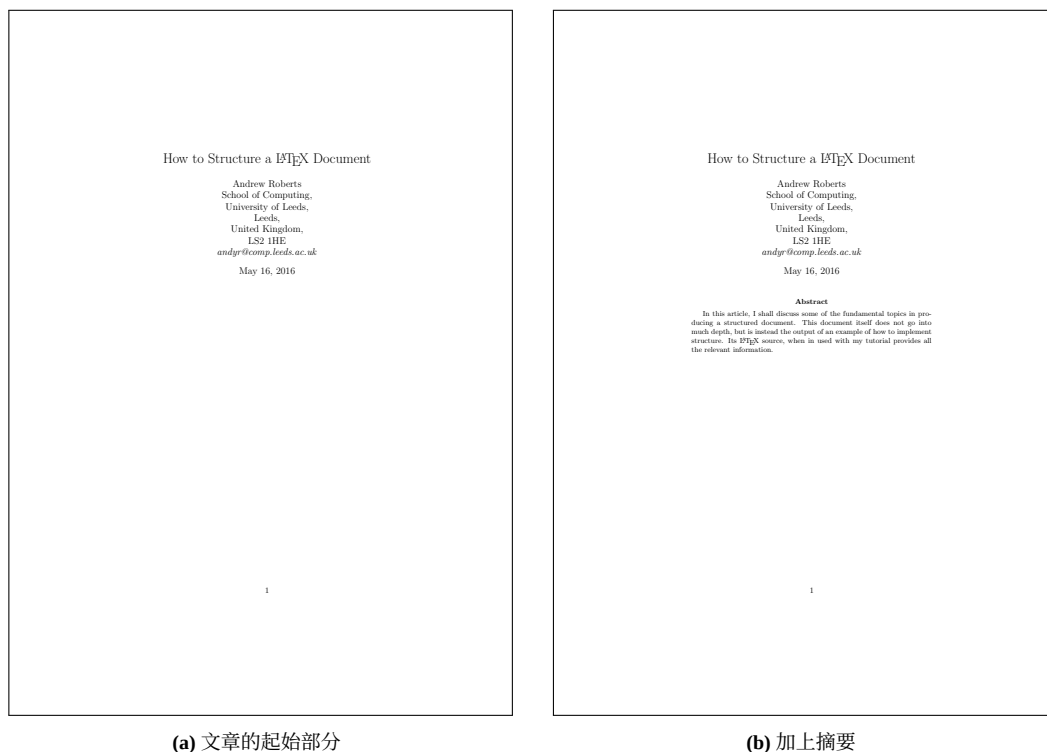 How to Structure a LATEX Document
Andrew Roberts
School of Computing,
University of Leeds,
Leeds,
United Kingdom,
LS2 1HE
andyr@comp.leeds.ac.uk
May 16, 2016
1
(a) 文章的起始部分
How to Structure a LATEX Document
Andrew Roberts
School of Computing,
University of Leeds,
Leeds,
United Kingdom,
LS2 1HE
andyr@comp.leeds.ac.uk
May 16, 2016
Abstract
In this article, I shall discuss some of the fundamental topics in pro-
ducing a structured document. This document itself does not go into
much depth, but is instead the output of an example of how to implement
structure. Its LATEX source, when in used with my tutorial provides all
the relevant information.
1
(b) 加上摘要